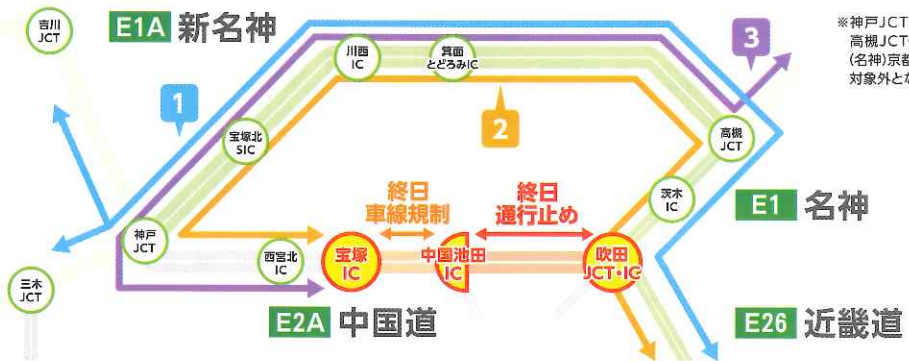 吉川
JCT
E1A 新名神
川西
IC
箕面
とどろみIC
3
※神戸JCT
高槻JCT
(名神)京都
対象外とな
1
2
宝塚北
SIC
高槻
JCT
終日
車線規制
終日
通行止め
茨木
IC
E1 名神
神戸
JCT
西宮北
IC
宝塚
IC
中国池田
IC
吹田
JCT・IC
三木
JCT
E2A 中国道
E26 近畿道